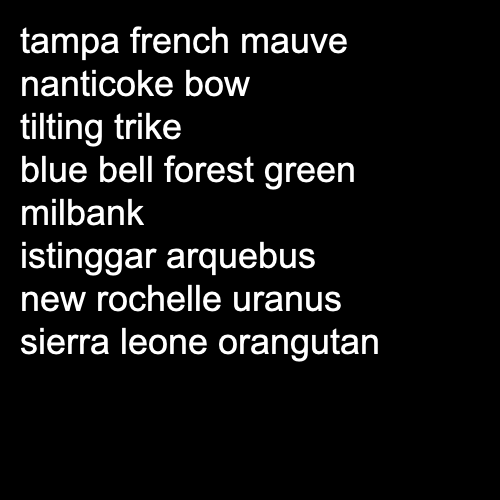 tampa french mauve
nanticoke bow
tilting trike
blue bell forest green
milbank
istinggar arquebus
new rochelle uranus
sierra leone orangutan